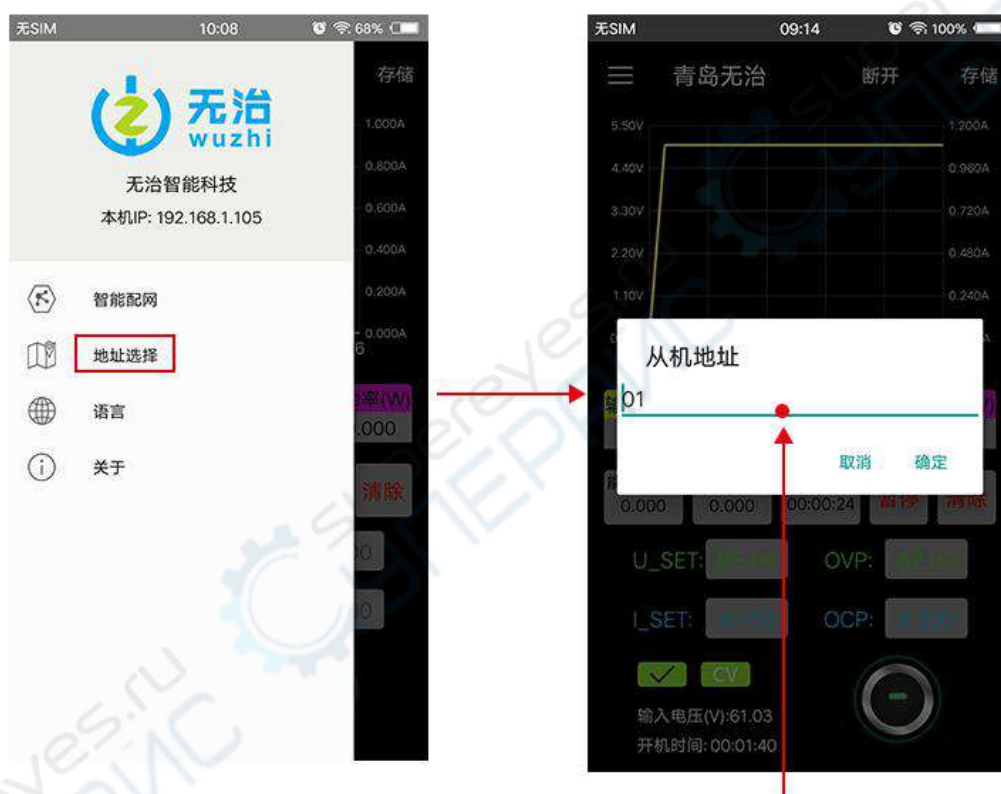 无SIM 10:08 68%
存储
无治
wuzhi
无治智能科技
本机IP: 192.168.1.105
1.000A
0.800A
0.600A
0.400A
0.200A
0.000A
6
智能配网
地址选择
语言
关于
率(W)
.000
清除
无SIM 09:14 100%
青岛无治 断开 存储
5.50V 1.200A
4.40V 0.960A
3.30V 0.720A
2.20V 0.480A
1.10V 0.240A
从机地址
01
取消 确定
0.000 0.000 00:00:24 暂停 清除
U_SET: OVP:
I_SET: OCP:
CV
输入电压(V):61.03
开机时间: 00:01:40
supereyes.ru
СУПЕРАЙС